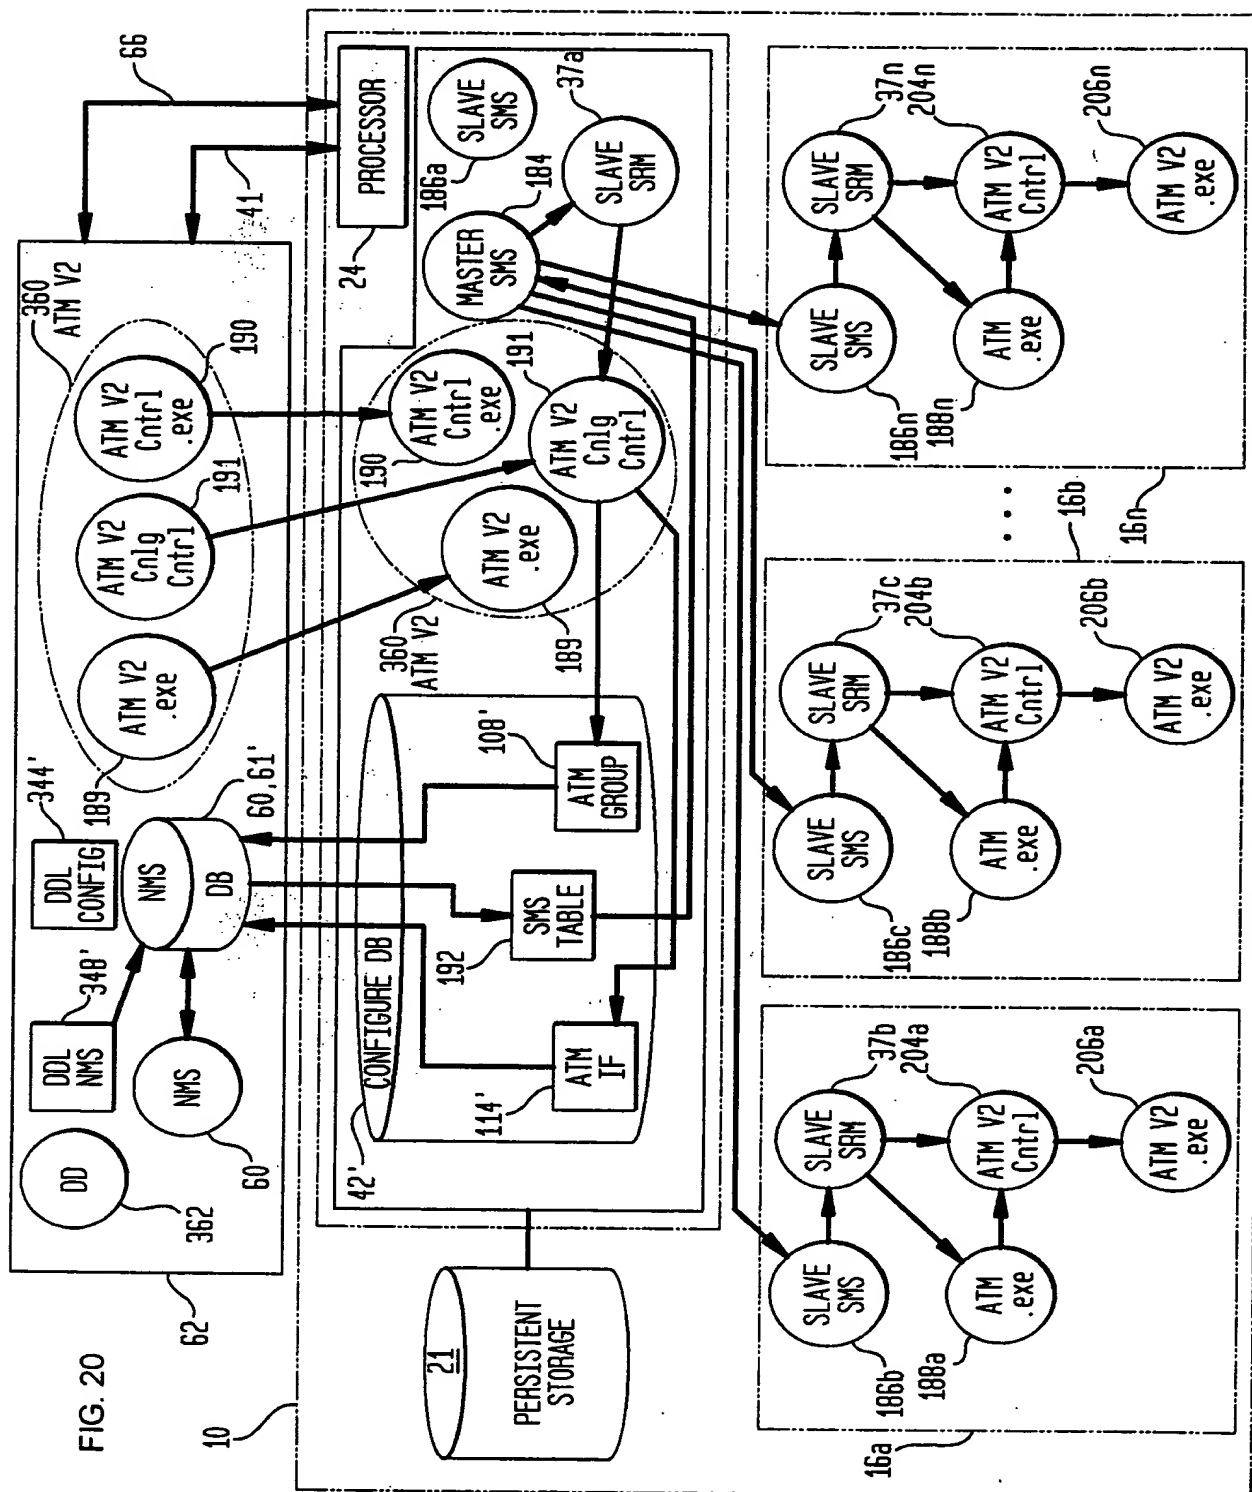 FIG. 20
62
DD
362
DDL
NMS
348'
NMS
60
DDL
CONFIG
344'
NMS
DB
60,61'
189
ATM V2
.exe
ATM V2
Cnlg
Cntrl
191
ATM V2
Cntrl
.exe
190
360
ATM V2
41
66
10
21
PERSISTENT
STORAGE
42'
CONFIGURE DB
114'
ATM
IF
192
SMS
TABLE
108'
ATM
GROUP
360
ATM V2
189
ATM V2
.exe
190
ATM V2
Cntrl
.exe
191
ATM V2
Cnlg
Cntrl
24
PROCESSOR
MASTER
SMS
184
186a
SLAVE
SMS
SLAVE
SRM
37a
16a
SLAVE
SMS
186b
SLAVE
SRM
37b
204a
ATM
.exe
188a
ATM V2
Cntrl
206a
ATM V2
.exe
16b
SLAVE
SMS
186c
SLAVE
SRM
37c
204b
ATM
.exe
188b
ATM V2
Cntrl
206b
ATM V2
.exe
16n
SLAVE
SMS
186n
SLAVE
SRM
37n
204n
ATM
.exe
188n
ATM V2
Cntrl
206n
ATM V2
.exe